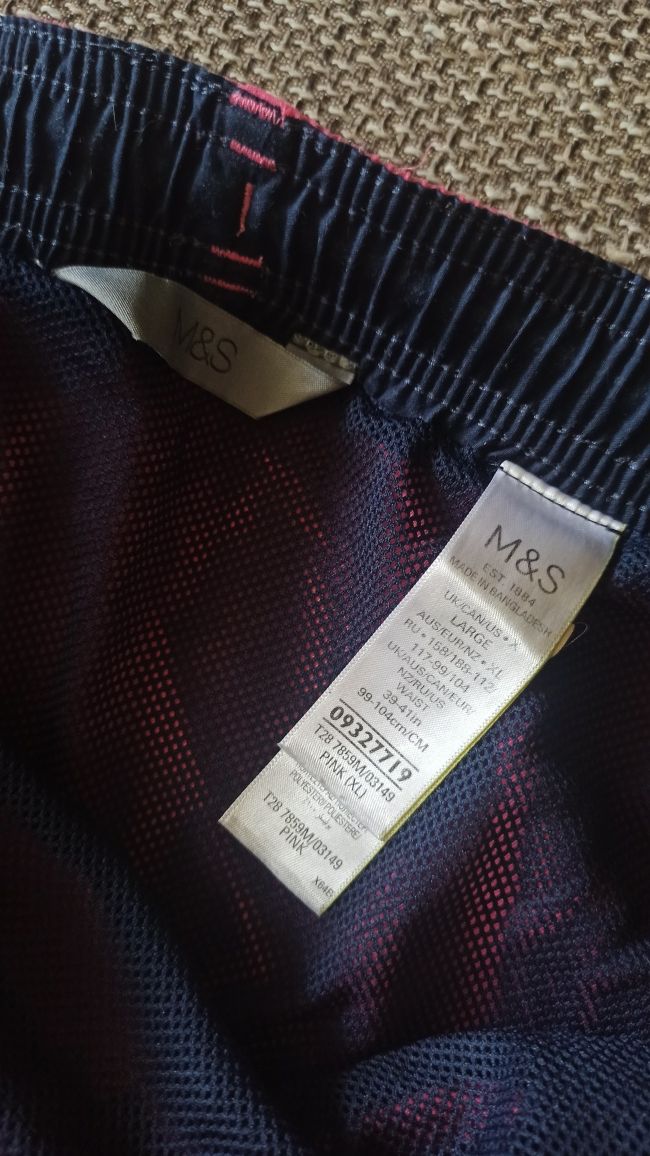 M&S
M&S
EST 1884
MADE IN BANGLADESH
UK/CAN/US • X
LARGE
AUS/EUR/NZ • XL
RU • 158/188-112/
117-99/104
UK/AUS/CAN/EUR/
NZ/RU/US
WAIST
39-41in
99-104cm/CM
09327719
T28 7859M/03149
PINK (XL)
POLYESTER/POLIESTERE/
T28 7859M/03149
PINK
X64B